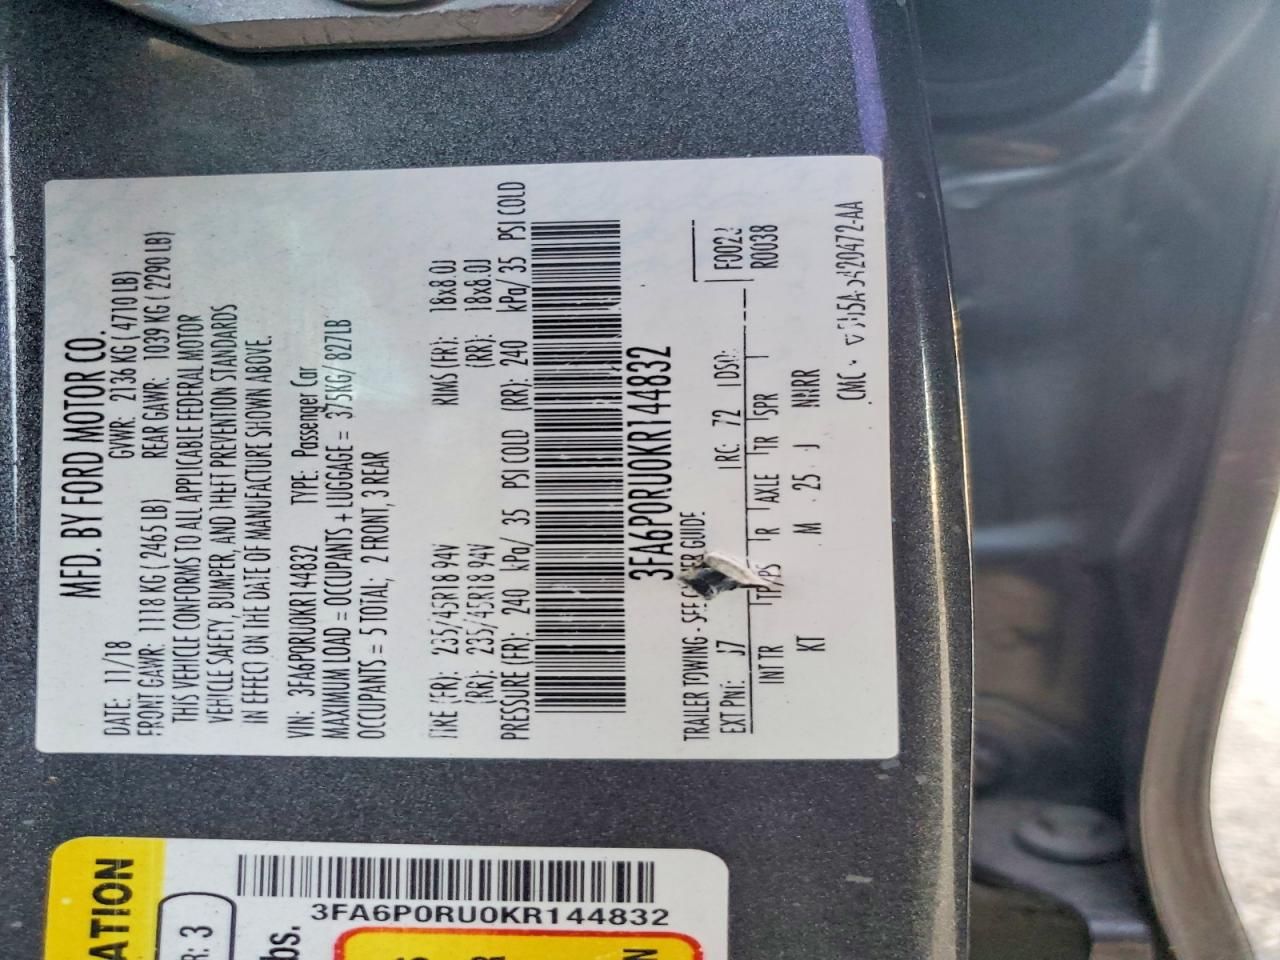 MFD. BY FORD MOTOR CO.
DATE: 11/18 GVWR: 2136 KG (4710 LB)
FRONT GAWR: 1118 KG (2465 LB) REAR GAWR: 1039 KG (2290 LB)
THIS VEHICLE CONFORMS TO ALL APPLICABLE FEDERAL MOTOR
VEHICLE SAFETY, BUMPER, AND THEFT PREVENTION STANDARDS
IN EFFECT ON THE DATE OF MANUFACTURE SHOWN ABOVE.
VIN: 3FA6P0RU0KR144832 TYPE: Passenger Car
MAXIMUM LOAD = OCCUPANTS + LUGGAGE = 375KG/ 827LB
OCCUPANTS = 5 TOTAL; 2 FRONT, 3 REAR
TIRE (FR): 235/45R18 94V RIMS (FR): 18x8.0J
(RR): 235/45R18 94V (RR): 18x8.0J
PRESSURE (FR): 240 kPa/ 35 PSI COLD (RR): 240 kPa/ 35 PSI COLD
3FA6P0RU0KR144832
TRAILER TOWING - SEE GUIDE
EXT PNT: J7 RC: 72 DSO: F0023
R0038
INT TR TP/PS R AXLE TR SPR
KT M 25 J NNRR
CMC
3FA6P0RU0KR144832
ATION
R: 3
bs.
N